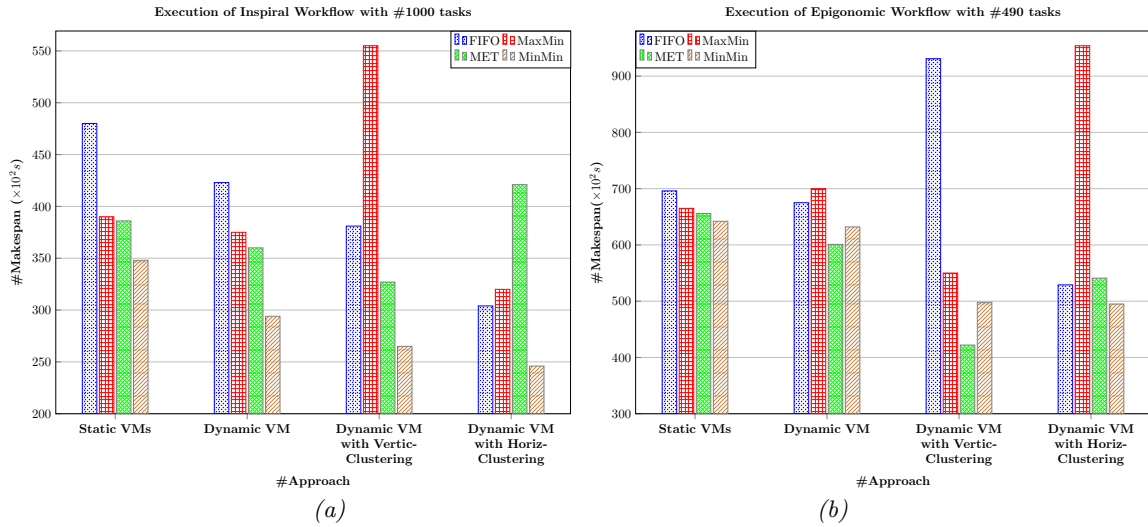 Execution of Inspiral Workflow with #1000 tasks
FIFO MaxMin
MET MinMin
550
500
450
400
350
300
250
200
#Makespan (×10²s)
Static VMs
Dynamic VM
Dynamic VM
with Vertic-
Clustering
Dynamic VM
with Horiz-
Clustering
#Approach
(a)
Execution of Epigonomic Workflow with #490 tasks
FIFO MaxMin
MET MinMin
900
800
700
600
500
400
300
#Makespan(×10²s)
Static VMs
Dynamic VM
Dynamic VM
with Vertic-
Clustering
Dynamic VM
with Horiz-
Clustering
#Approach
(b)